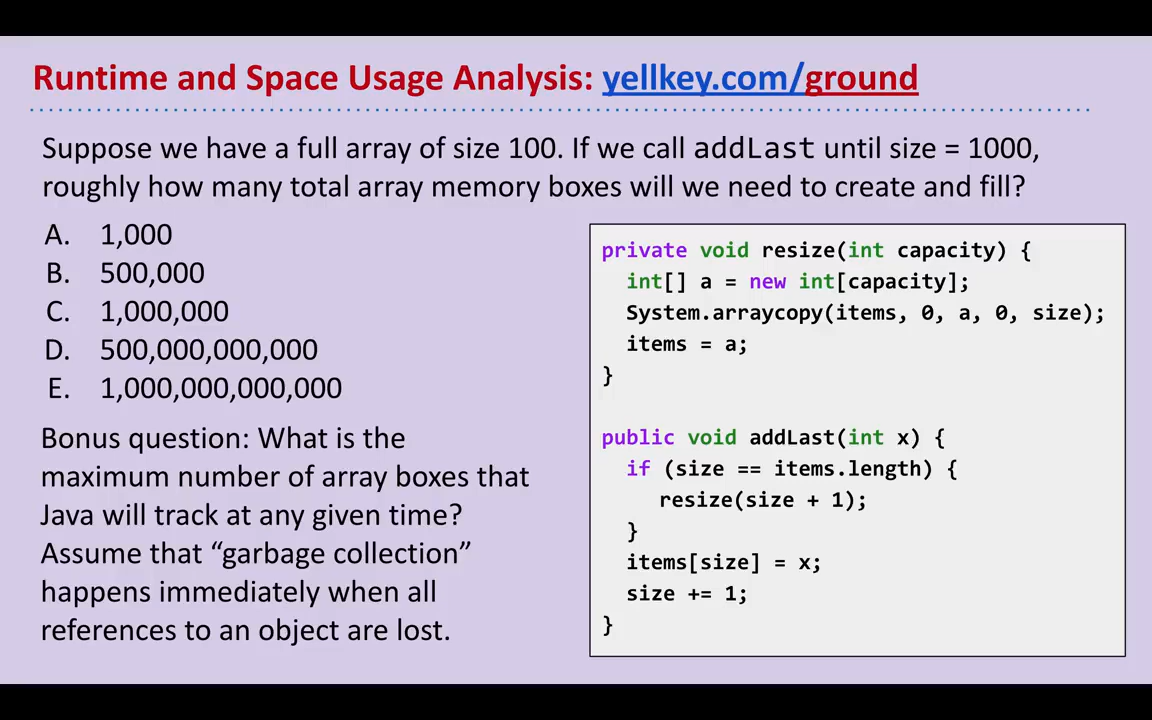 Runtime and Space Usage Analysis: yellkey.com/ground
Suppose we have a full array of size 100. If we call addLast until size = 1000,
roughly how many total array memory boxes will we need to create and fill?
A. 1,000
B. 500,000
C. 1,000,000
D. 500,000,000,000
E. 1,000,000,000,000
Bonus question: What is the
maximum number of array boxes that
Java will track at any given time?
Assume that “garbage collection”
happens immediately when all
references to an object are lost.
private void resize(int capacity) {
int[] a = new int[capacity];
System.arraycopy(items, 0, a, 0, size);
items = a;
}
public void addLast(int x) {
if (size == items.length) {
resize(size + 1);
}
items[size] = x;
size += 1;
}